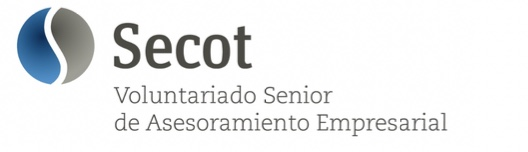 Secot
Voluntariado Senior
de Asesoramiento Empresarial